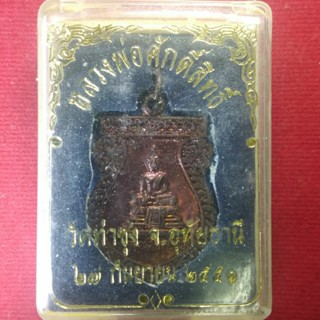 หลวงพ่อศักดิ์สิทธิ์
วัดท่าซุง จ.อุทัยธานี
๒๗ กันยายน ๒๕๕๑